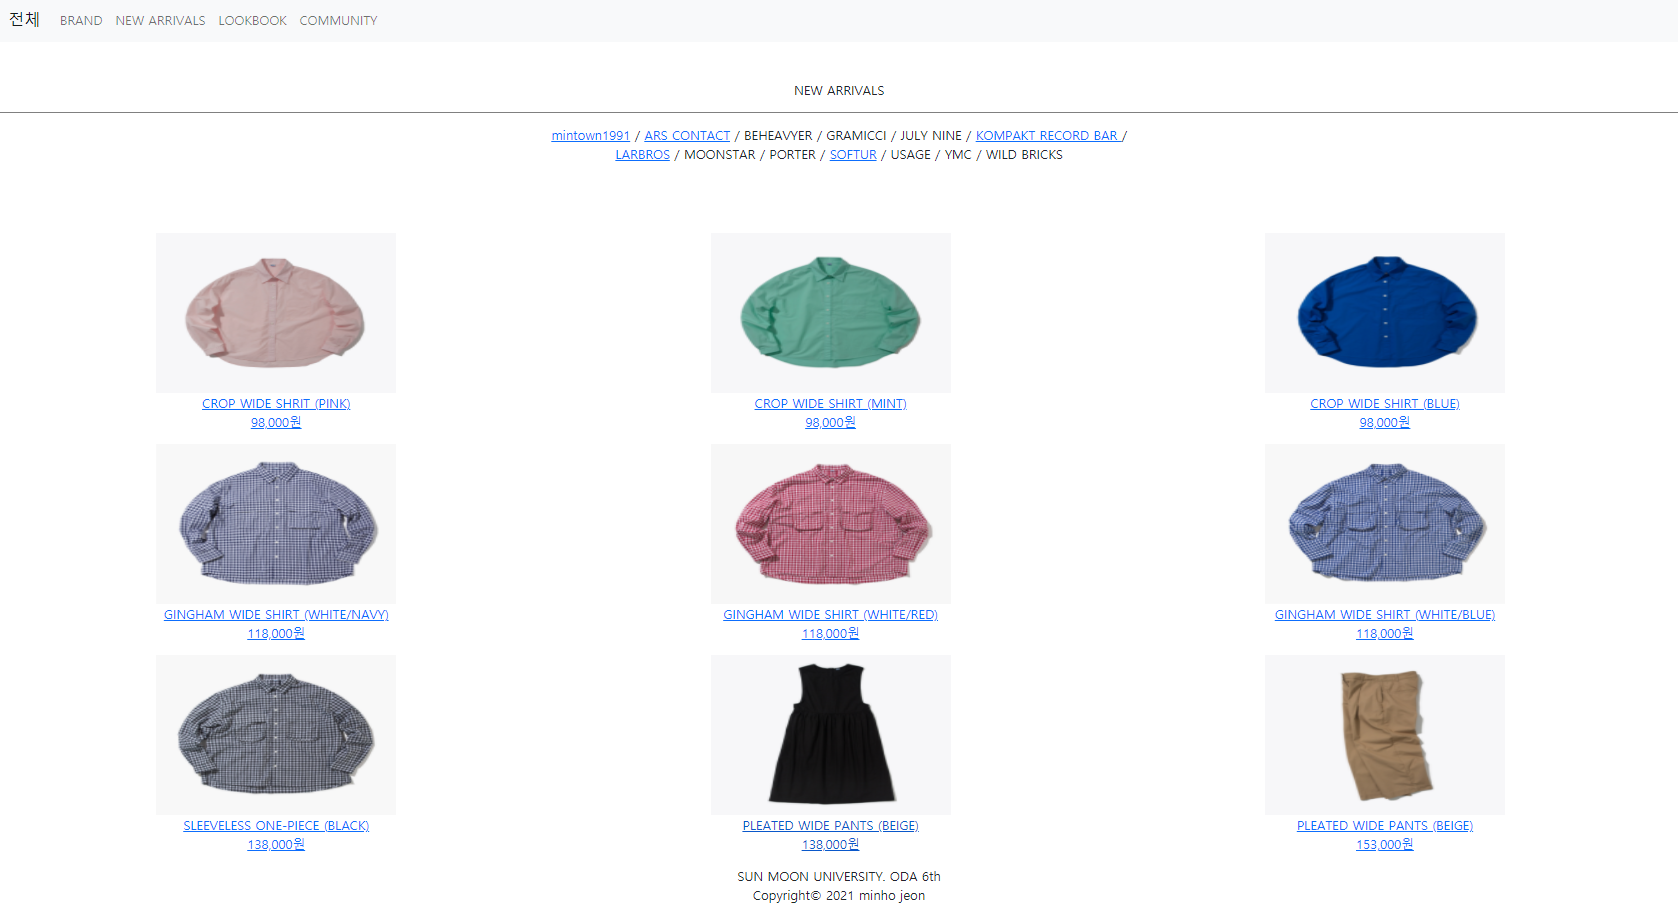 전체 BRAND NEW ARRIVALS LOOKBOOK COMMUNITY
NEW ARRIVALS
mintown1991 / ARS CONTACT / BEHEAVYER / GRAMICCI / JULY NINE / KOMPAKT RECORD BAR /
LARBROS / MOONSTAR / PORTER / SOFTUR / USAGE / YMC / WILD BRICKS
CROP WIDE SHRIT (PINK)
98,000원
CROP WIDE SHIRT (MINT)
98,000원
CROP WIDE SHIRT (BLUE)
98,000원
GINGHAM WIDE SHIRT (WHITE/NAVY)
118,000원
GINGHAM WIDE SHIRT (WHITE/RED)
118,000원
GINGHAM WIDE SHIRT (WHITE/BLUE)
118,000원
SLEEVELESS ONE-PIECE (BLACK)
138,000원
PLEATED WIDE PANTS (BEIGE)
138,000원
PLEATED WIDE PANTS (BEIGE)
153,000원
SUN MOON UNIVERSITY. ODA 6th
Copyright© 2021 minho jeon